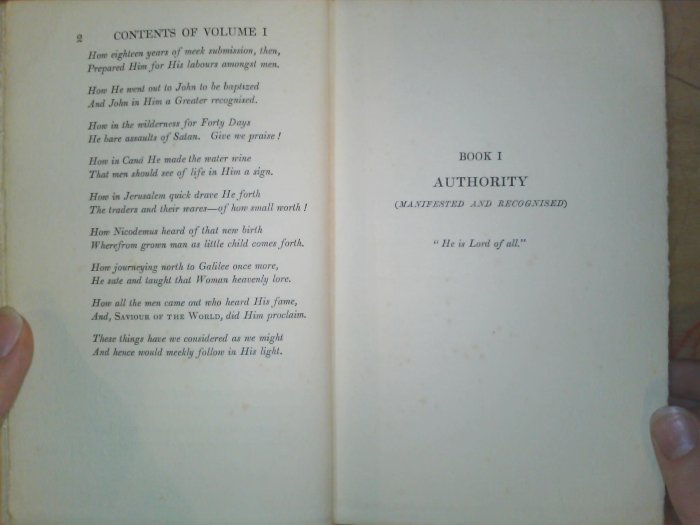 2 CONTENTS OF VOLUME I
How eighteen years of meek submission, then,
Prepared Him for His labours amongst men.
How He went out to John to be baptized
And John in Him a Greater recognised.
How in the wilderness for Forty Days
He bare assaults of Satan. Give we praise!
How in Cana He made the water wine
That men should see of life in Him a sign.
How in Jerusalem quick drave He forth
The traders and their wares—of how small worth!
How Nicodemus heard of that new birth
Wherefrom grown man as little child comes forth.
How journeying north to Galilee once more,
He sate and taught that Woman heavenly lore.
How all the men came out who heard His fame,
And, SAVIOUR OF THE WORLD, did Him proclaim.
These things have we considered as we might
And hence would meekly follow in His light.
BOOK I
AUTHORITY
(MANIFESTED AND RECOGNISED)
"He is Lord of all."